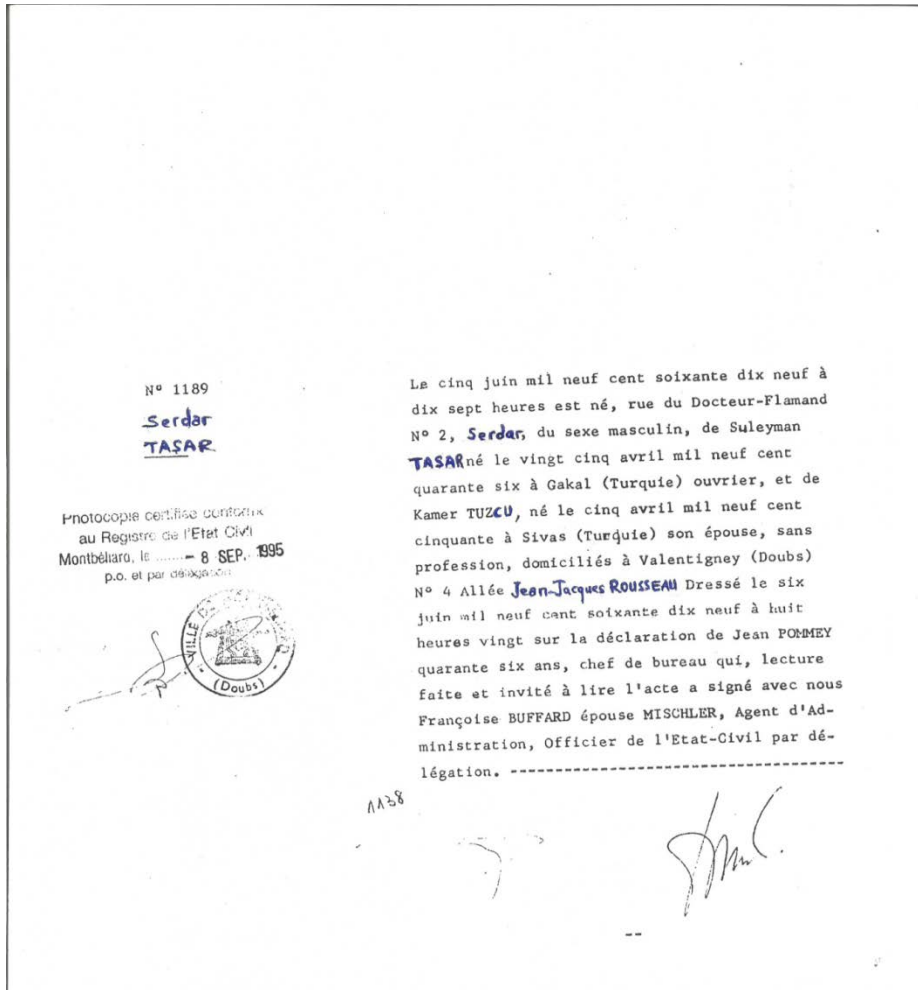 N° 1189
Serdar
TAŞAR
Photocopie certifiée conforme
au Registre de l'Etat Civil
Montbéliard, le ........ - 8 SEP. 1995
p.o. et par délégation
VILLE DE
(Doubs)
Le cinq juin mil neuf cent soixante dix neuf à
dix sept heures est né, rue du Docteur-Flamand
N° 2, Serdar, du sexe masculin, de Suleyman
TASAR né le vingt cinq avril mil neuf cent
quarante six à Gakal (Turquie) ouvrier, et de
Kamer TUZCU, né le cinq avril mil neuf cent
cinquante à Sivas (Turquie) son épouse, sans
profession, domiciliés à Valentigney (Doubs)
N° 4 Allée Jean-Jacques ROUSSEAU Dressé le six
juin mil neuf cent soixante dix neuf à huit
heures vingt sur la déclaration de Jean POMMEY
quarante six ans, chef de bureau qui, lecture
faite et invité à lire l'acte a signé avec nous
Françoise BUFFARD épouse MISCHLER, Agent d'Ad-
ministration, Officier de l'Etat-Civil par dé-
légation. ------------------------------------
1138
--